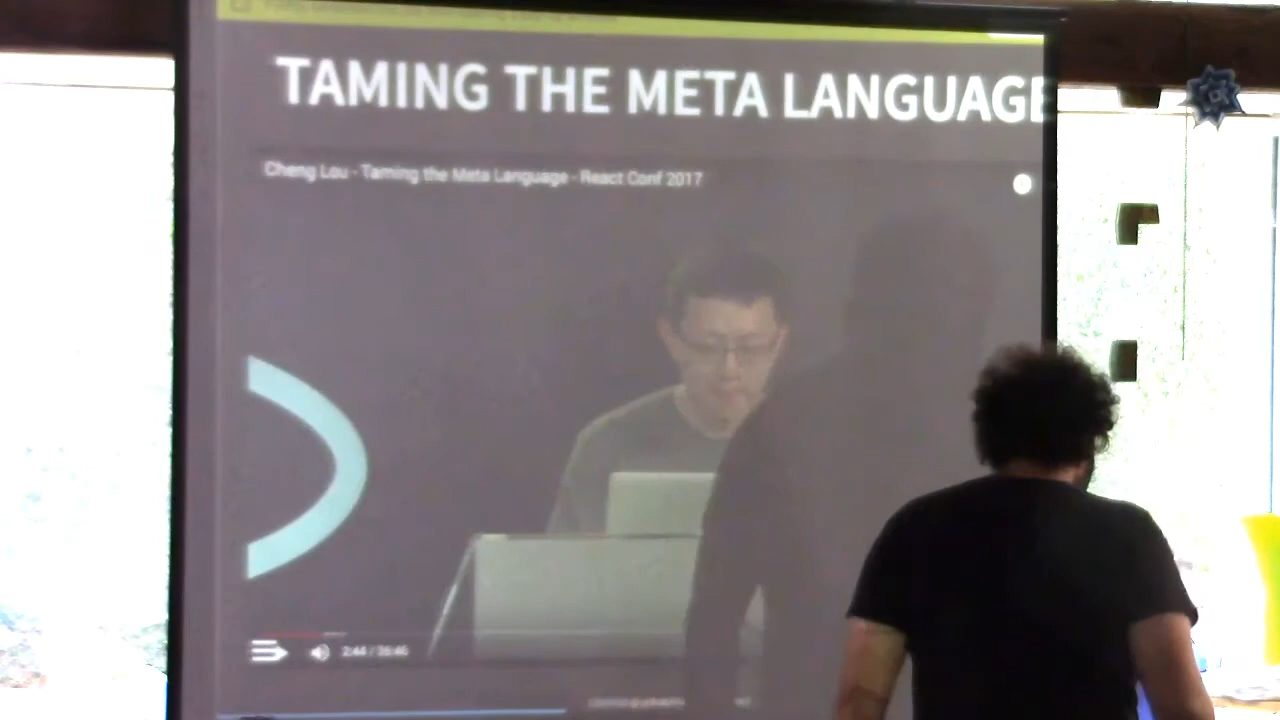 TAMING THE META LANGUAGE
Cheng Lou - Taming the Meta Language - React Conf 2017
2:44 / 36:46